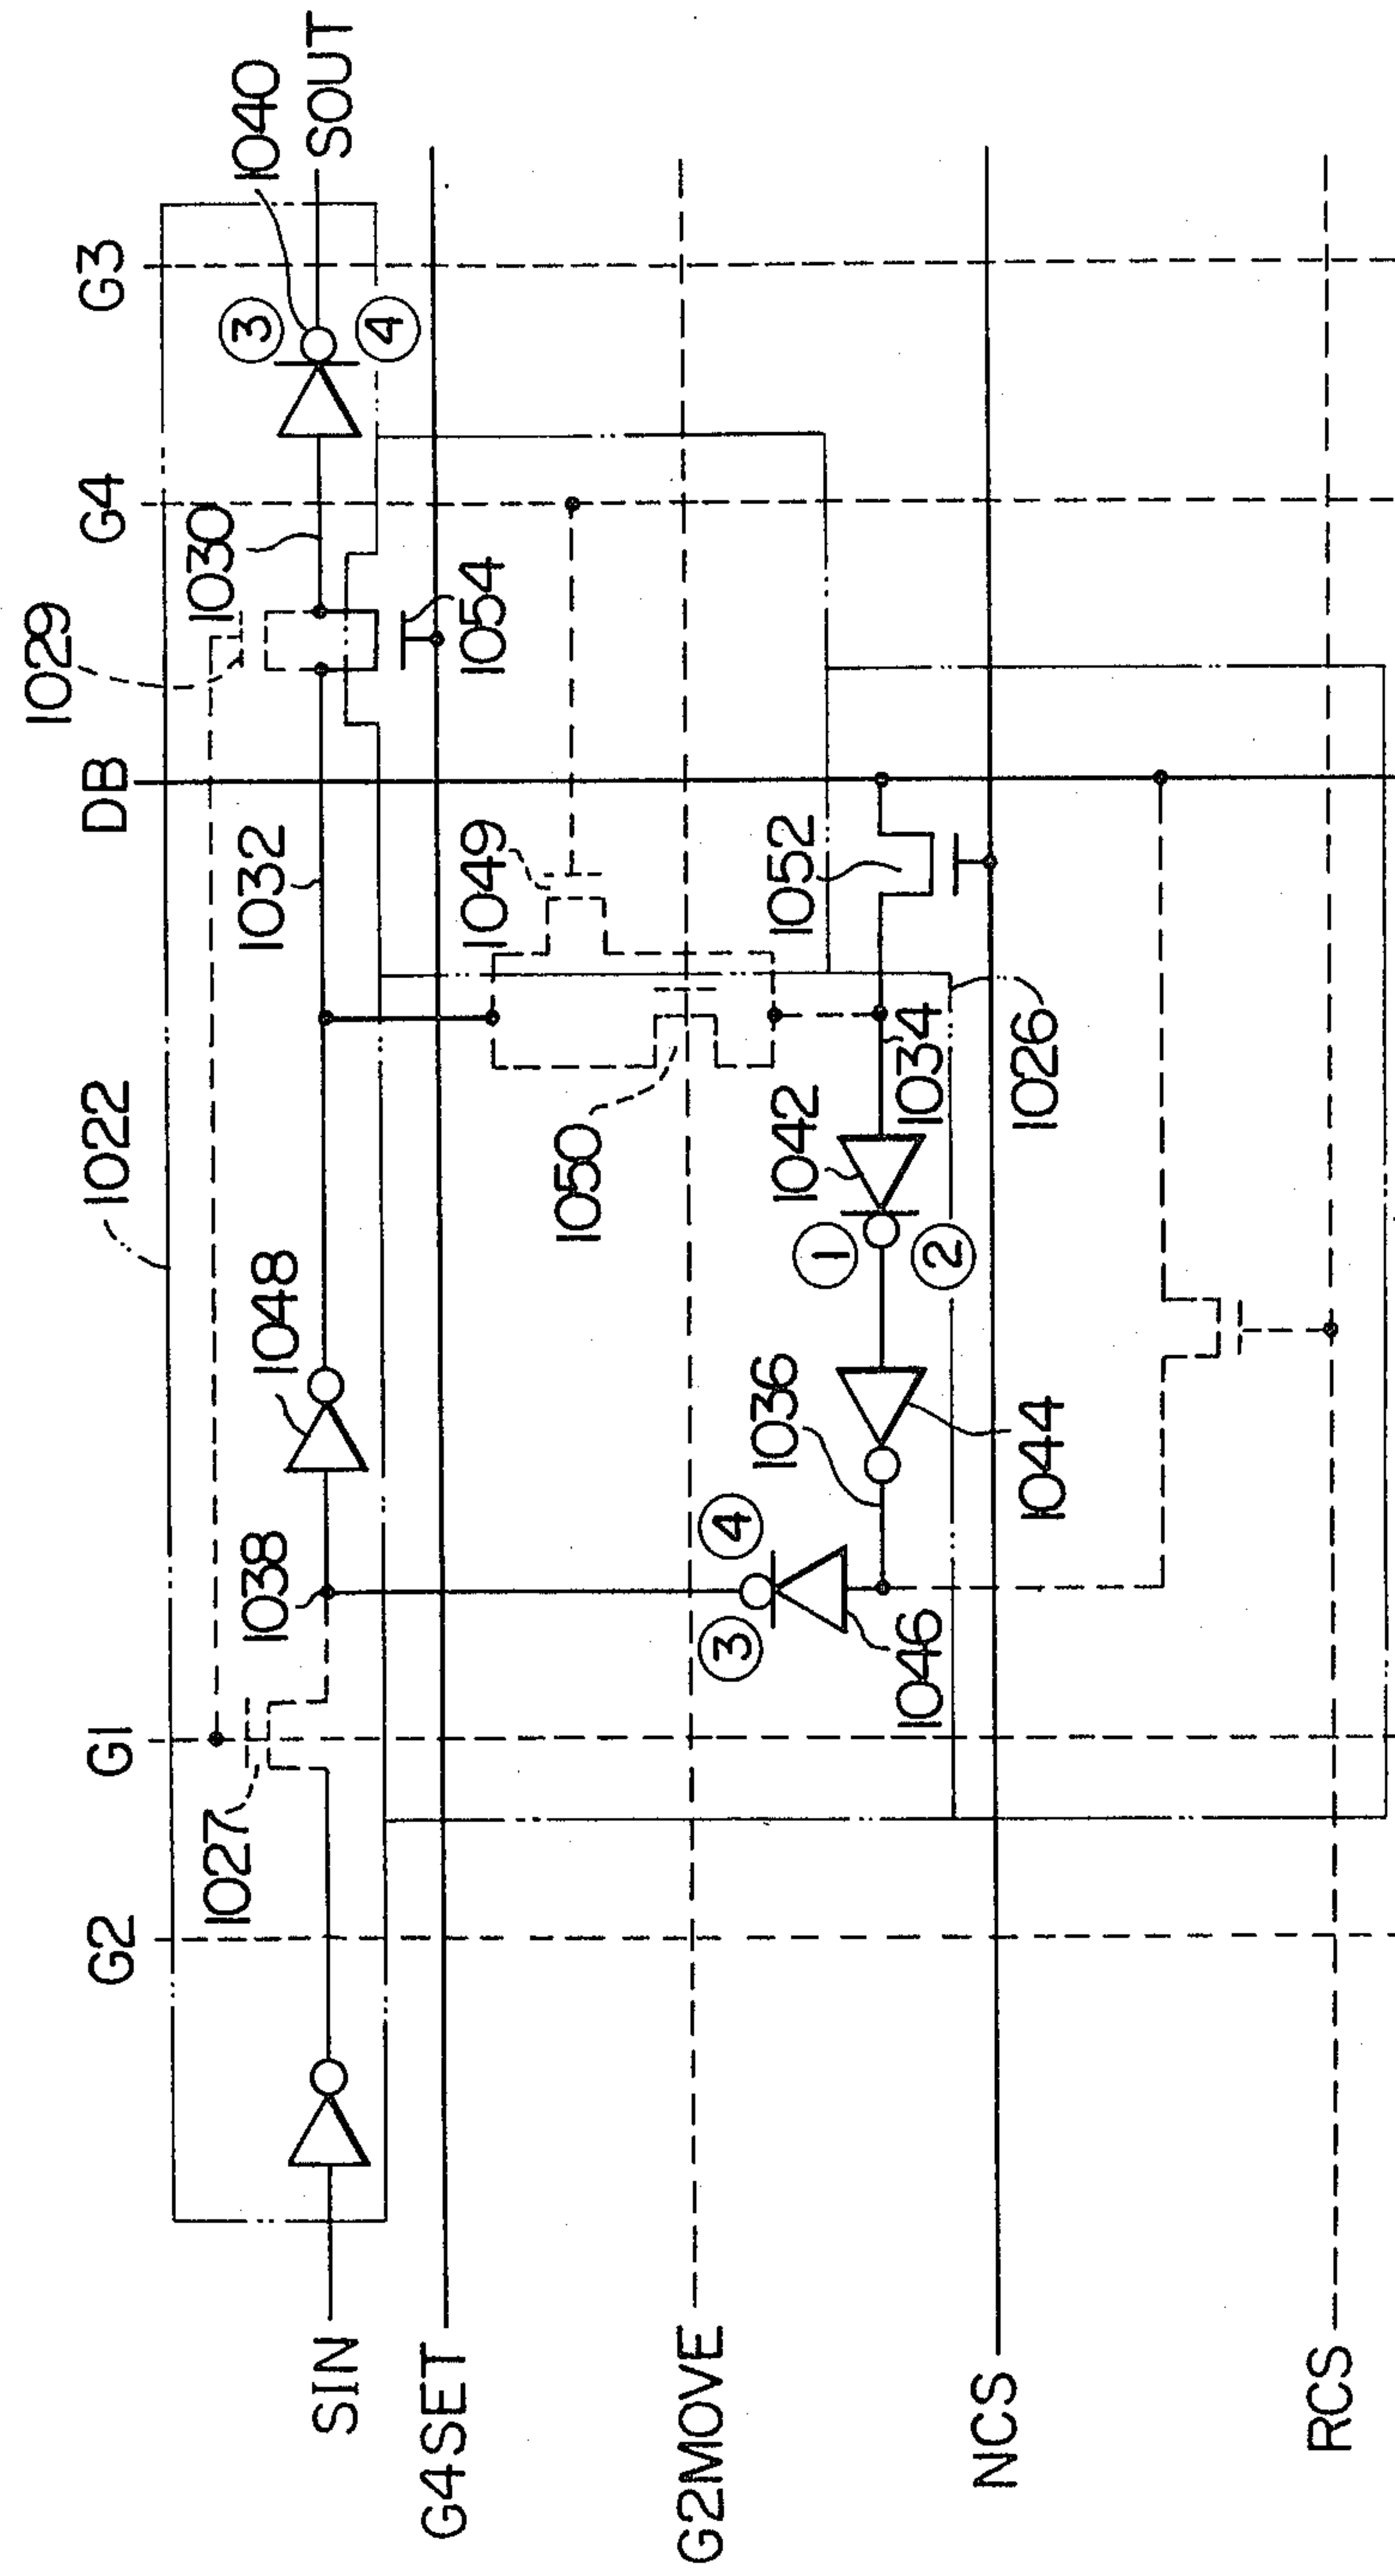 G2
G1
1022
DB
G4
G3
1027
1038
1048
1032
1029
1030
1040
SIN
SOUT
③
④
G4SET
1050
1049
1054
G2MOVE
③
④
1036
1042
①
1052
1046
1034
②
NCS
1044
1026
RCS